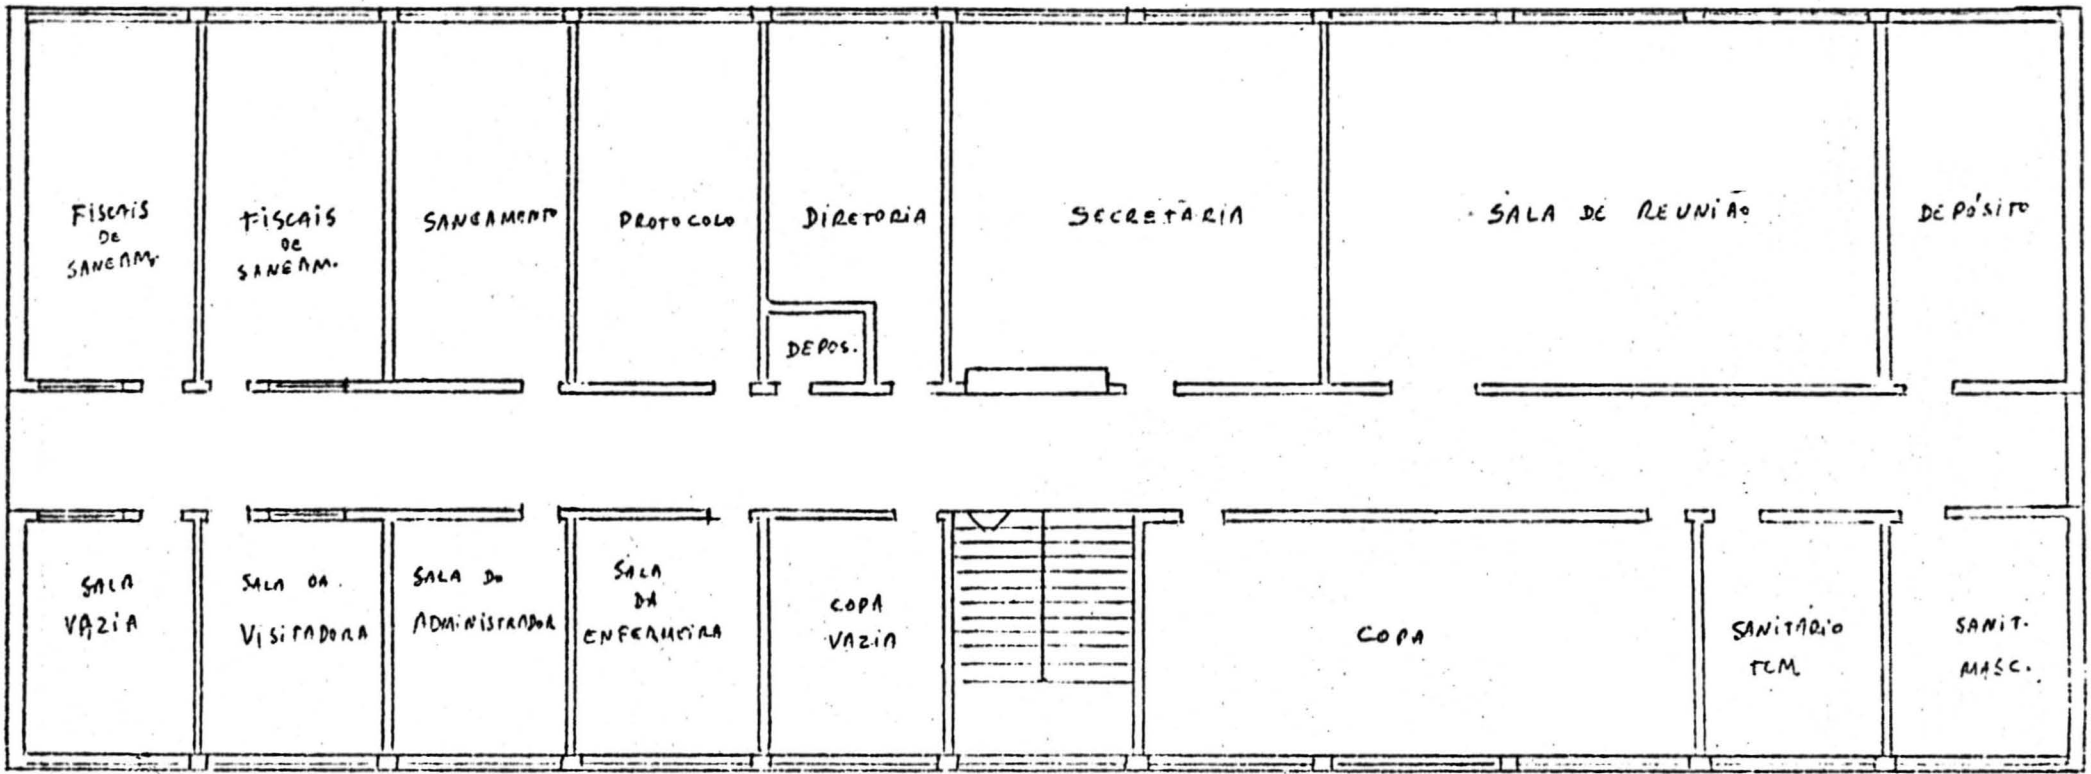 FISCAIS
DE
SANEAM.
FISCAIS
DE
SANEAM.
SANEAMENTO
PROTOCOLO
DIRETORIA
DEPOS.
SECRETÁRIA
SALA DE REUNIÃO
DEPÓSITO
SALA
VAZIA
SALA DA
VISITADORA
SALA DO
ADMINISTRADOR
SALA
DA
ENFERMEIRA
COPA
VAZIA
COPA
SANITÁRIO
FEM.
SANIT.
MASC.